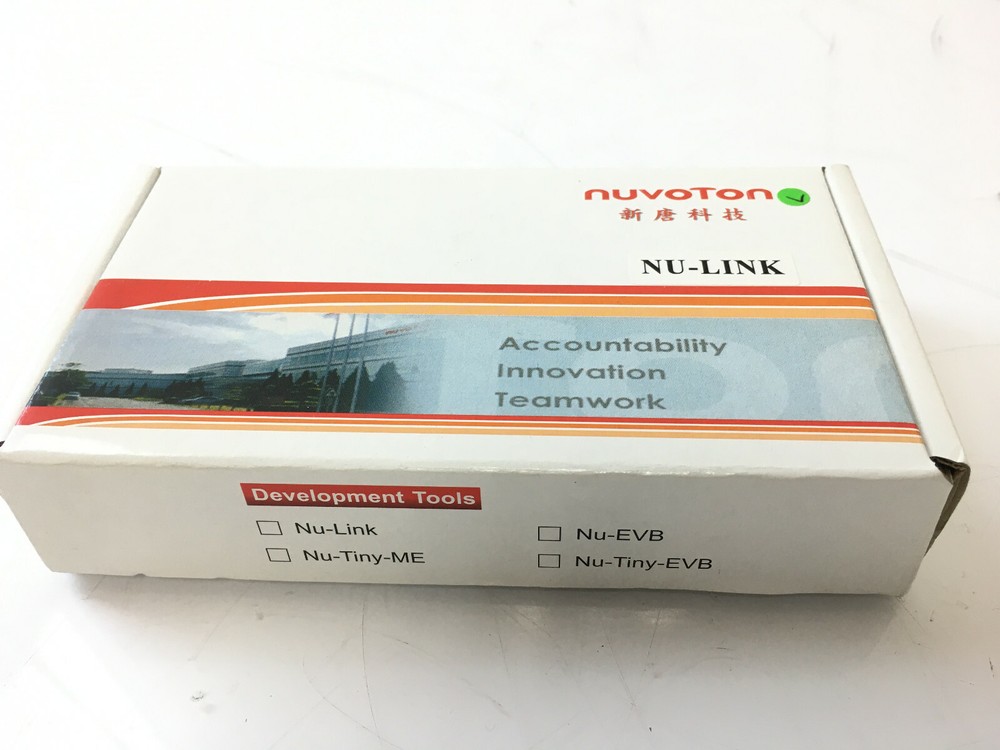 nuvoTon
新唐科技
NU-LINK
Accountability
Innovation
Teamwork
Development Tools
Nu-Link
Nu-EVB
Nu-Tiny-ME
Nu-Tiny-EVB